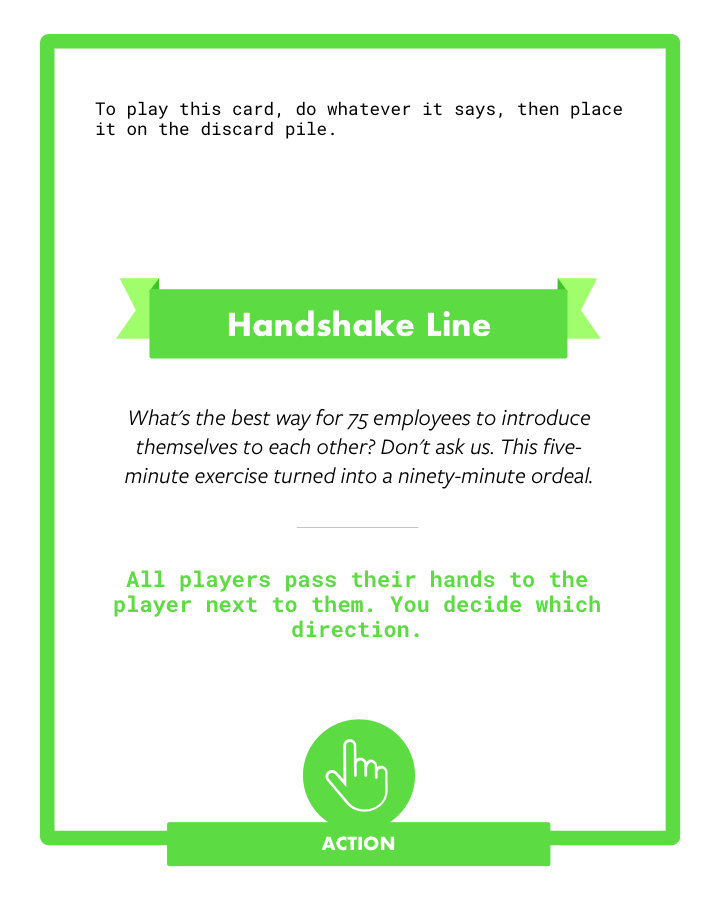 To play this card, do whatever it says, then place
it on the discard pile.
Handshake Line
What's the best way for 75 employees to introduce
themselves to each other? Don't ask us. This five-
minute exercise turned into a ninety-minute ordeal.
All players pass their hands to the
player next to them. You decide which
direction.
ACTION